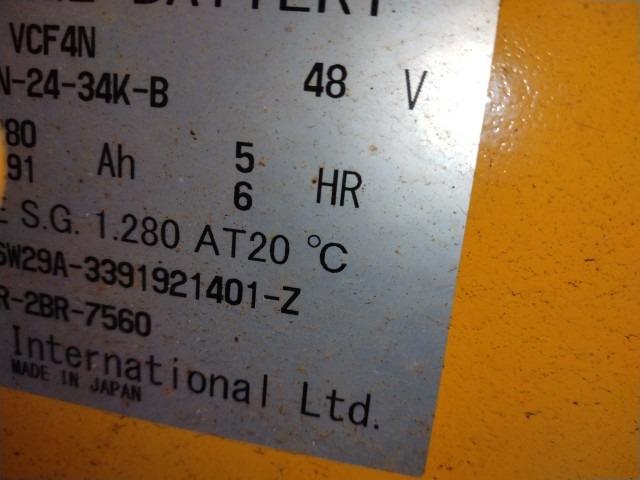 BATTERY
VCF4N
N-24-34K-B 48 V
80 Ah 5 HR
91 6
E S.G. 1.280 AT20 ℃
SW29A-3391921401-Z
R-2BR-7560
International Ltd.
MADE IN JAPAN